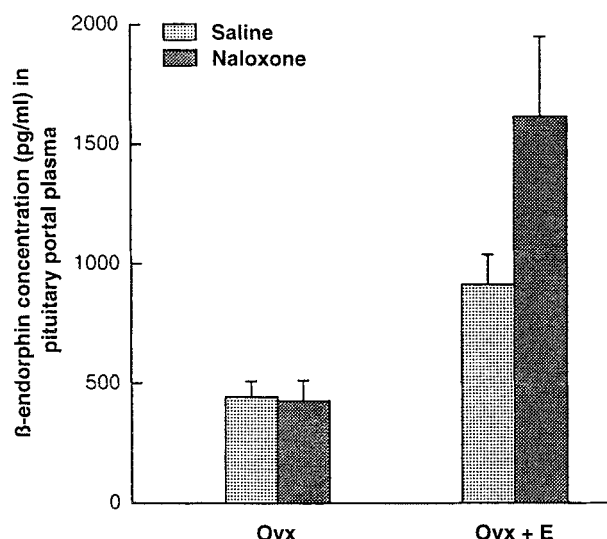 2000
1500
1000
500
0
ß-endorphin concentration (pg/ml) in
pituitary portal plasma
Saline
Naloxone
Ovx
Ovx + E